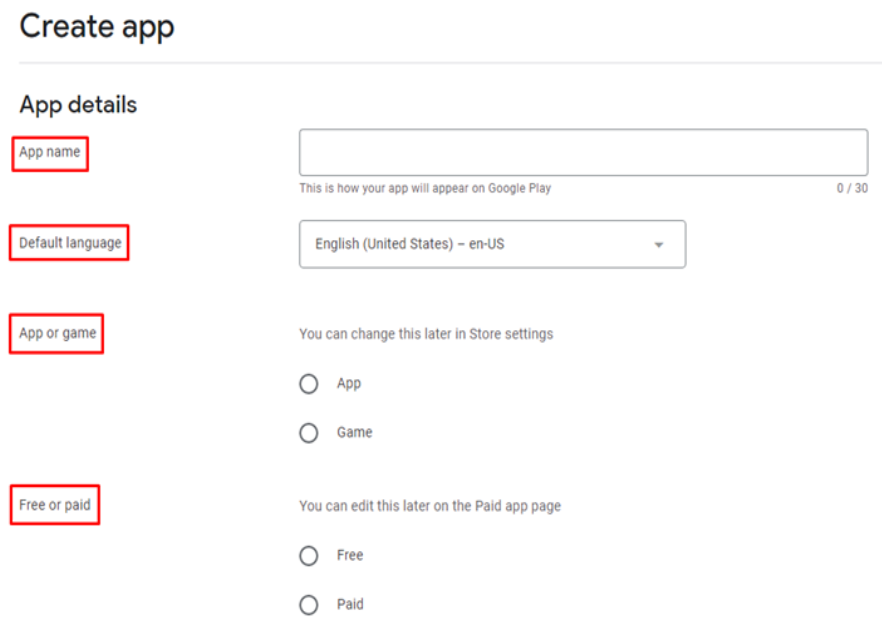 Create app
App details
App name
This is how your app will appear on Google Play 0 / 30
Default language English (United States) – en-US
App or game You can change this later in Store settings
App
Game
Free or paid You can edit this later on the Paid app page
Free
Paid